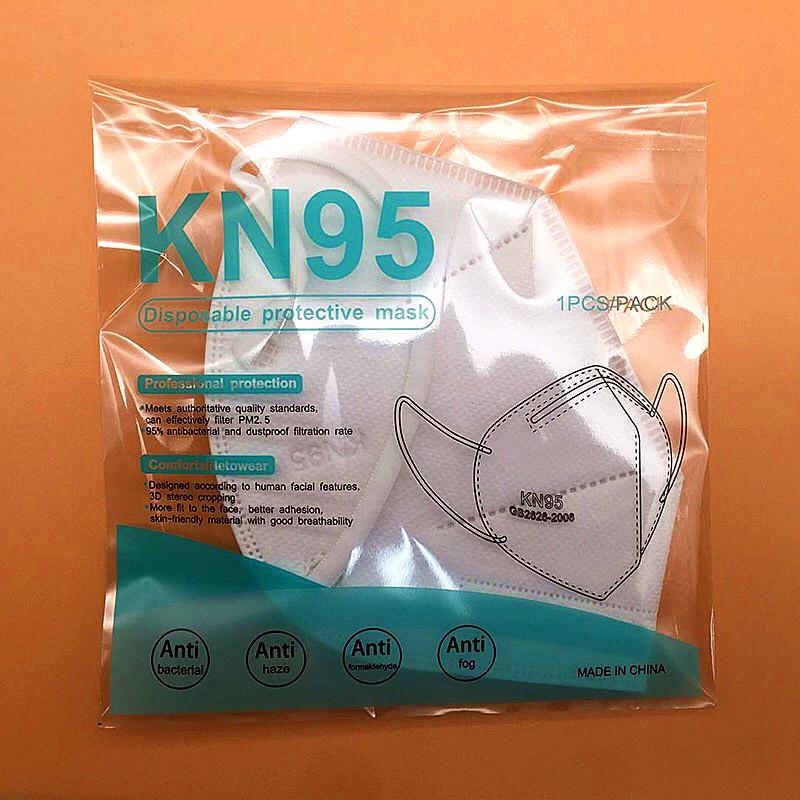 KN95
Disposable protective mask
1PCS/PACK
Professional protection
•Meets authoritative quality standards,
can effectively filter PM2.5
•95% antibacterial and dustproof filtration rate
Comfortabletowear
•Designed according to human facial features,
3D stereo cropping
•More fit to the face, better adhesion,
skin-friendly material with good breathability
KN95
KN95
GB2626-2006
Anti
bacterial
Anti
haze
Anti
formaldehyde
Anti
fog
MADE IN CHINA